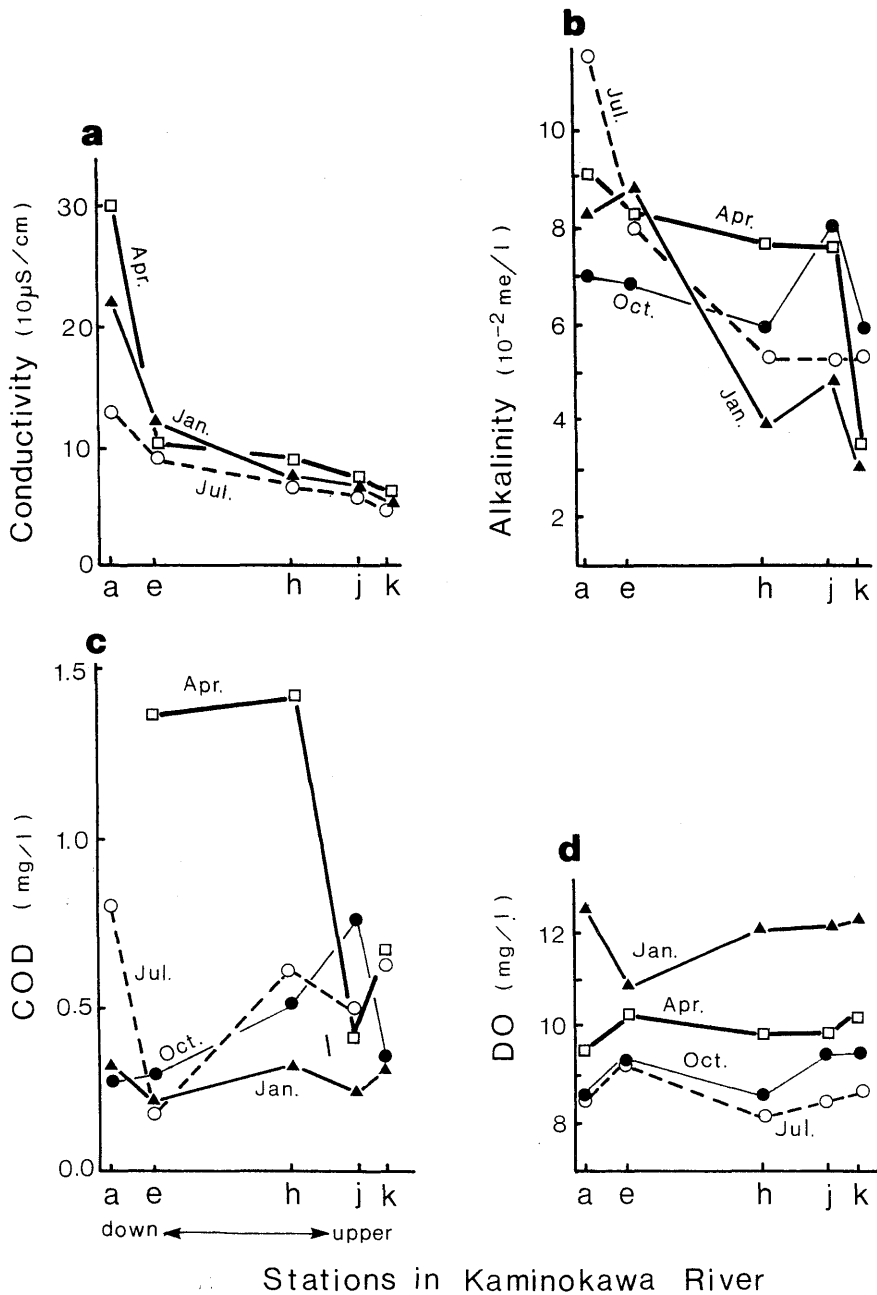 a
Conductivity (10µS/cm)
30
20
10
0
Apr.
Jan.
Jul.
a e h j k
b
Alkalinity (10⁻² me/l)
10
8
6
4
2
Jul.
Apr.
Oct.
Jan.
a e h j k
c
COD (mg/l)
1.5
1.0
0.5
0.0
Apr.
Jul.
Oct.
Jan.
a e h j k
down upper
d
DO (mg/l)
12
10
8
Jan.
Apr.
Oct.
Jul.
a e h j k
Stations in Kaminokawa River